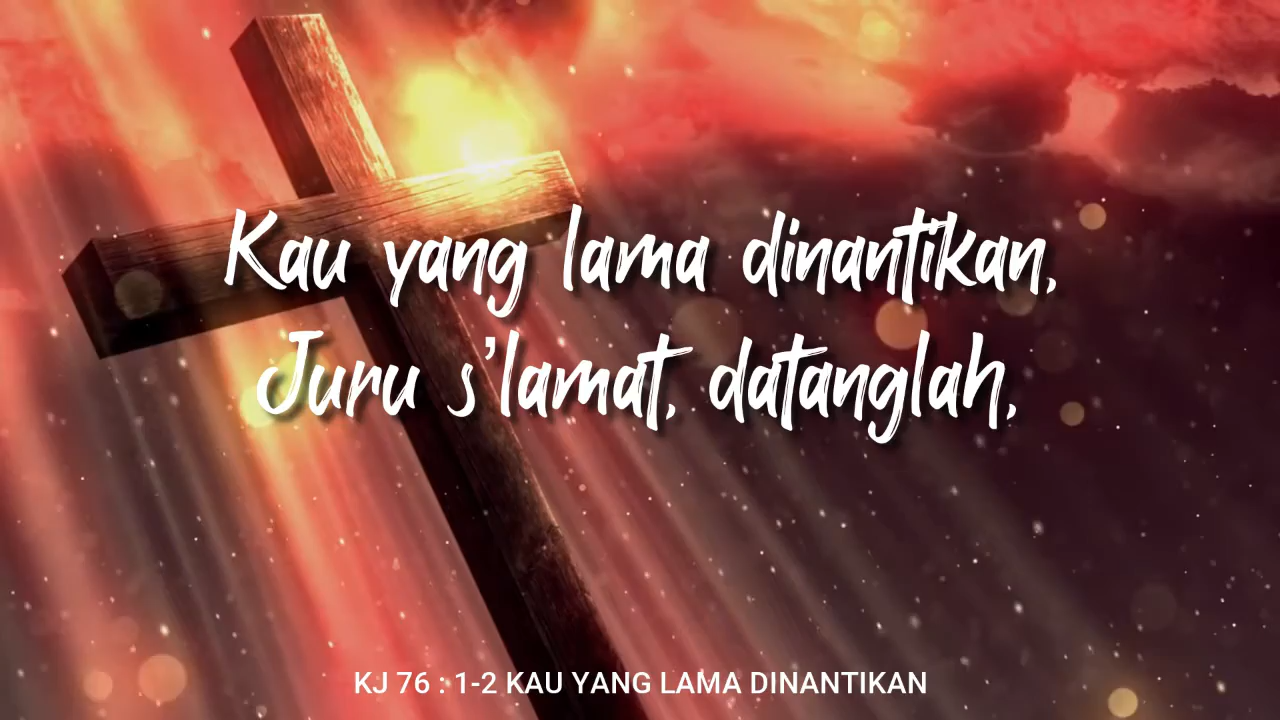 Kau yang lama dinantikan,
Juru s'lamat, datanglah,
KJ 76 : 1-2 KAU YANG LAMA DINANTIKAN